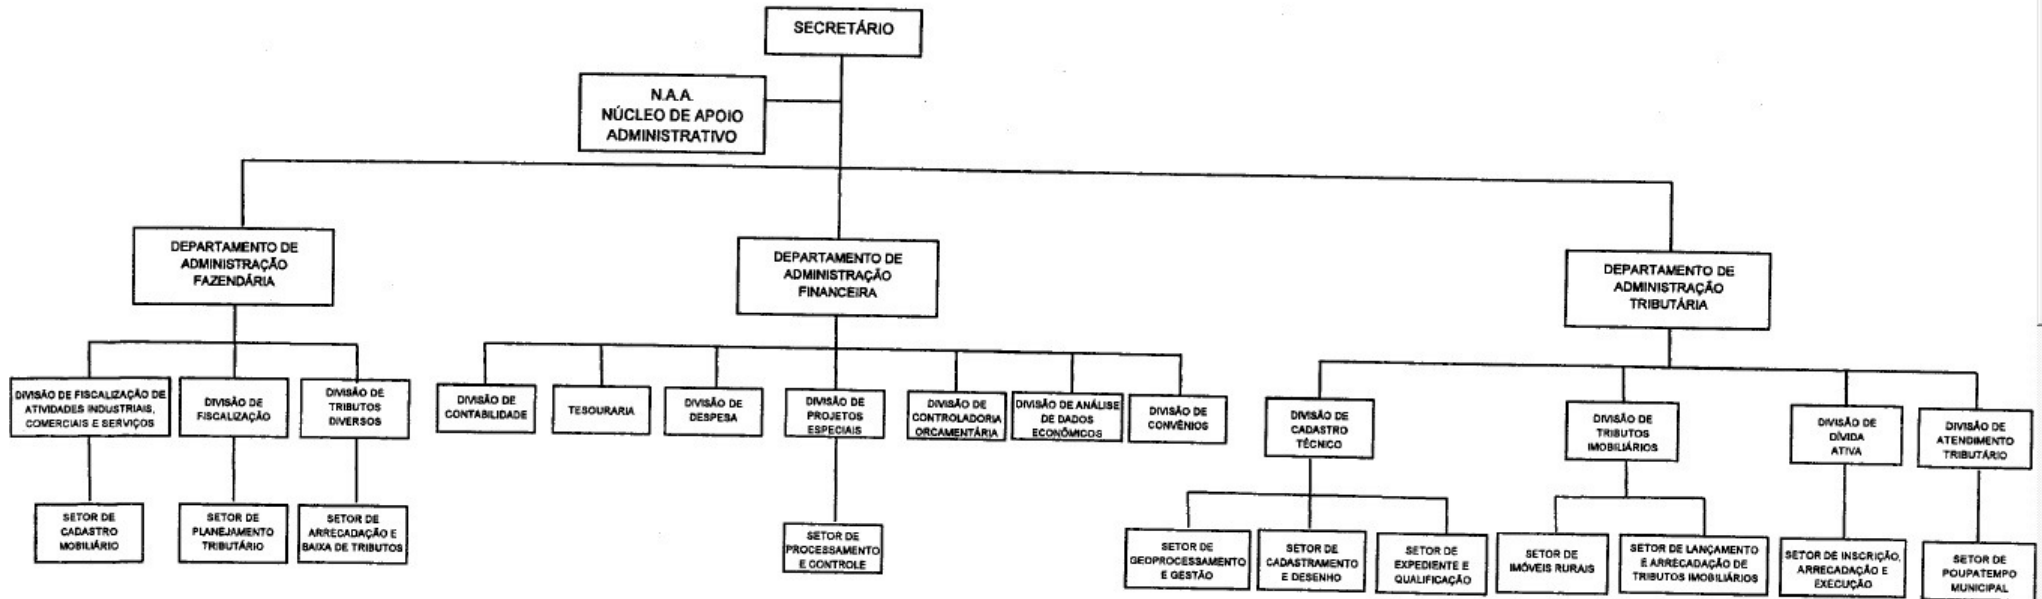 SECRETÁRIO
N.A.A.
NÚCLEO DE APOIO
ADMINISTRATIVO
DEPARTAMENTO DE
ADMINISTRAÇÃO
FAZENDÁRIA
DEPARTAMENTO DE
ADMINISTRAÇÃO
FINANCEIRA
DEPARTAMENTO DE
ADMINISTRAÇÃO
TRIBUTÁRIA
DIVISÃO DE FISCALIZAÇÃO DE
ATIVIDADES INDUSTRIAIS,
COMERCIAIS E SERVIÇOS
DIVISÃO DE
FISCALIZAÇÃO
DIVISÃO DE
TRIBUTOS
DIVERSOS
DIVISÃO DE
CONTABILIDADE
TESOURARIA
DIVISÃO DE
DESPESA
DIVISÃO DE
PROJETOS
ESPECIAIS
DIVISÃO DE
CONTROLADORIA
ORCAMENTÁRIA
DIVISÃO DE ANÁLISE
DE DADOS
ECONÔMICOS
DIVISÃO DE
CONVÊNIOS
DIVISÃO DE
CADASTRO
TÉCNICO
DIVISÃO DE
TRIBUTOS
IMOBILIÁRIOS
DIVISÃO DE
DÍVIDA
ATIVA
DIVISÃO DE
ATENDIMENTO
TRIBUTÁRIO
SETOR DE
CADASTRO
MOBILIÁRIO
SETOR DE
PLANEJAMENTO
TRIBUTÁRIO
SETOR DE
ARRECADAÇÃO E
BAIXA DE TRIBUTOS
SETOR DE
PROCESSAMENTO
E CONTROLE
SETOR DE
GEOPROCESSAMENTO
E GESTÃO
SETOR DE
CADASTRAMENTO
E DESENHO
SETOR DE
EXPEDIENTE E
QUALIFICAÇÃO
SETOR DE
IMÓVEIS RURAIS
SETOR DE LANÇAMENTO
E ARRECADAÇÃO DE
TRIBUTOS IMOBILIÁRIOS
SETOR DE INSCRIÇÃO,
ARRECADAÇÃO E
EXECUÇÃO
SETOR DE
POUPATEMPO
MUNICIPAL